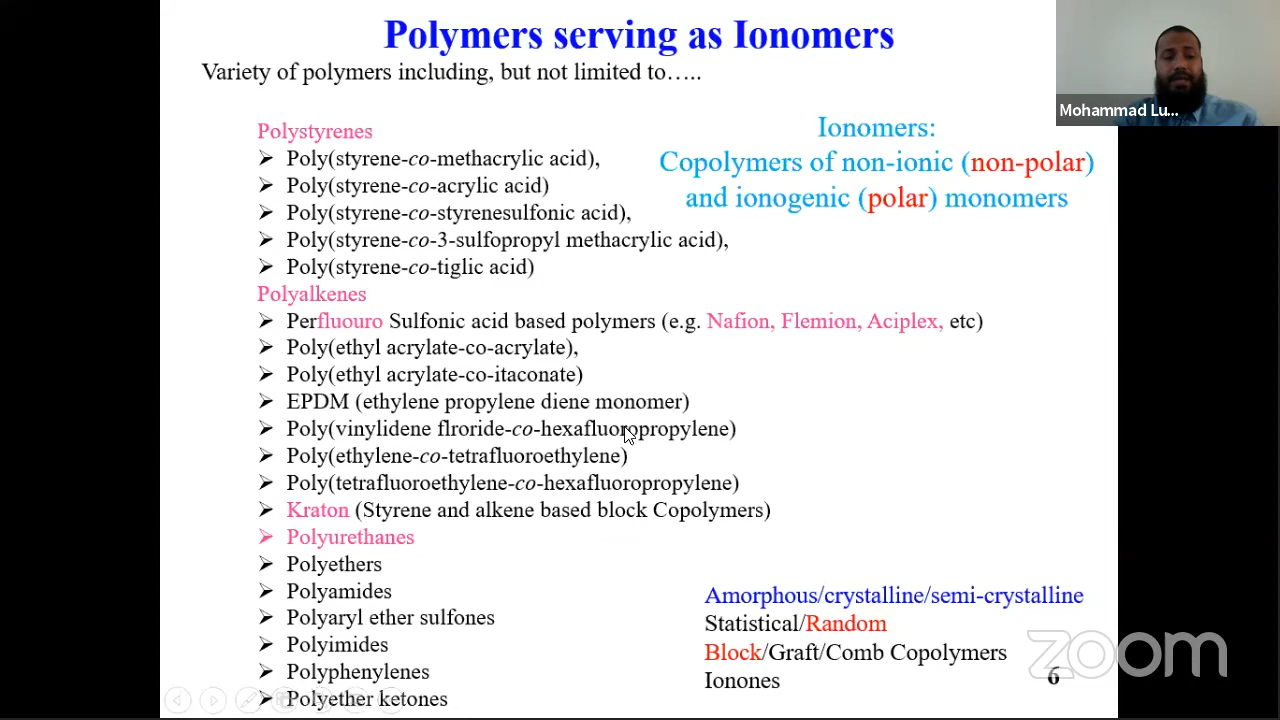 Polymers serving as Ionomers
Variety of polymers including, but not limited to…..
Mohammad Lu...
Ionomers:
Copolymers of non-ionic (non-polar)
and ionogenic (polar) monomers
Polystyrenes
➢ Poly(styrene-co-methacrylic acid),
➢ Poly(styrene-co-acrylic acid)
➢ Poly(styrene-co-styrenesulfonic acid),
➢ Poly(styrene-co-3-sulfopropyl methacrylic acid),
➢ Poly(styrene-co-tiglic acid)
Polyalkenes
➢ Perfluouro Sulfonic acid based polymers (e.g. Nafion, Flemion, Aciplex, etc)
➢ Poly(ethyl acrylate-co-acrylate),
➢ Poly(ethyl acrylate-co-itaconate)
➢ EPDM (ethylene propylene diene monomer)
➢ Poly(vinylidene flroride-co-hexafluoropropylene)
➢ Poly(ethylene-co-tetrafluoroethylene)
➢ Poly(tetrafluoroethylene-co-hexafluoropropylene)
➢ Kraton (Styrene and alkene based block Copolymers)
➢ Polyurethanes
➢ Polyethers
➢ Polyamides
➢ Polyaryl ether sulfones
➢ Polyimides
➢ Polyphenylenes
➢ Polyether ketones
Amorphous/crystalline/semi-crystalline
Statistical/Random
Block/Graft/Comb Copolymers
Ionones
6
zoom